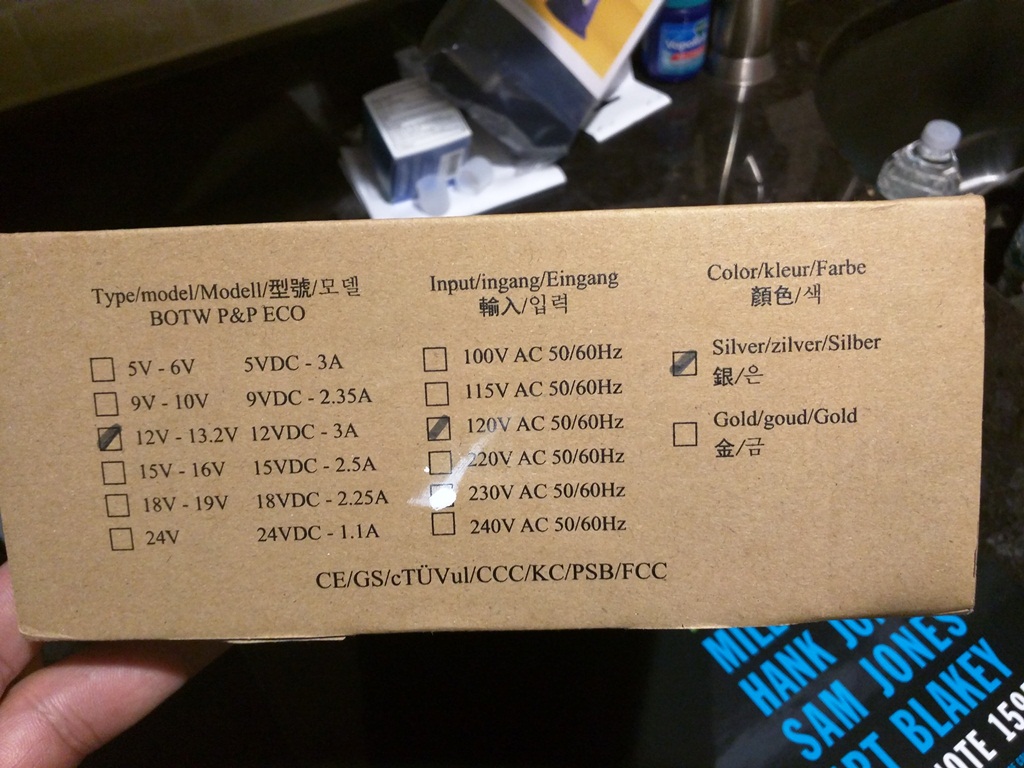 Type/model/Modell/型號/모델
BOTW P&P ECO
5V - 6V 5VDC - 3A
9V - 10V 9VDC - 2.35A
12V - 13.2V 12VDC - 3A
15V - 16V 15VDC - 2.5A
18V - 19V 18VDC - 2.25A
24V 24VDC - 1.1A
Input/ingang/Eingang
輸入/입력
100V AC 50/60Hz
115V AC 50/60Hz
120V AC 50/60Hz
220V AC 50/60Hz
230V AC 50/60Hz
240V AC 50/60Hz
Color/kleur/Farbe
顏色/색
Silver/zilver/Silber
銀/은
Gold/goud/Gold
金/금
CE/GS/cTÜVul/CCC/KC/PSB/FCC
HANK
SAM JONES
BLAKEY